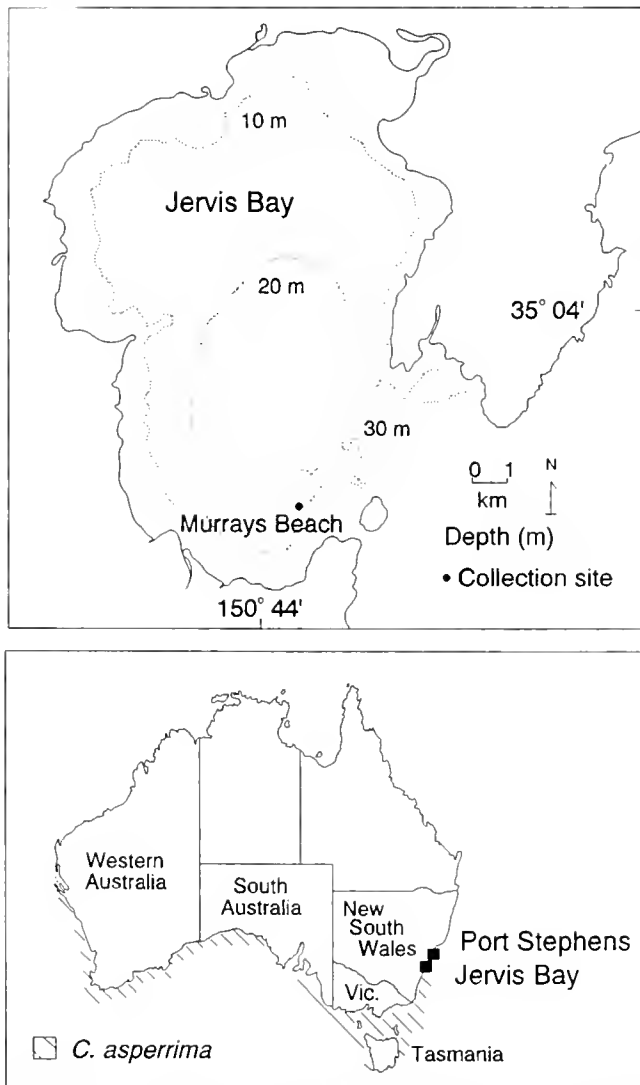 10 m
Jervis Bay
20 m
35° 04'
30 m
0 1
km
N
Murrays Beach
Depth (m)
• Collection site
150° 44'
Western
Australia
South
Australia
New
South
Wales
Port Stephens
Jervis Bay
Vic.
C. asperrima
Tasmania